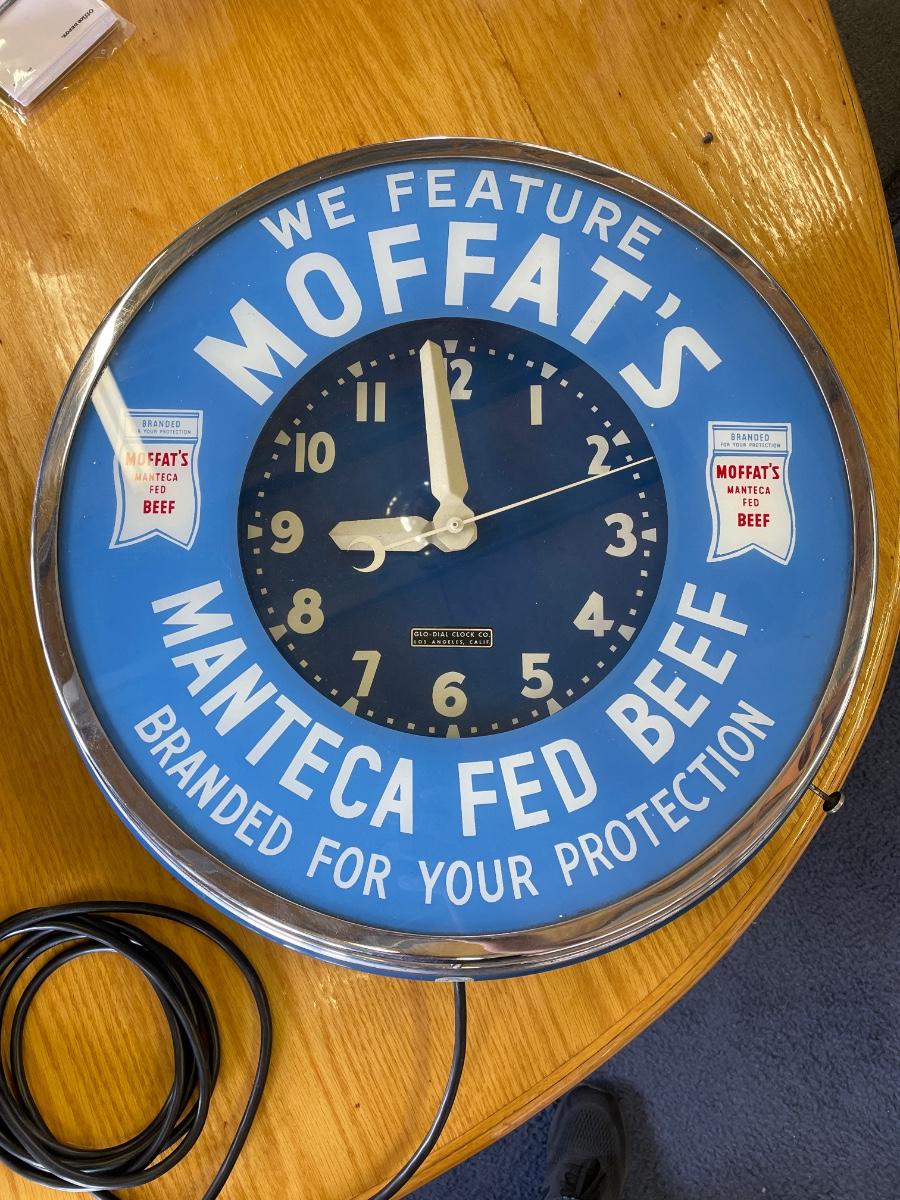 WE FEATURE
MOFFAT'S
12
1
2
3
4
5
6
7
8
9
10
11
GLO-DIAL CLOCK CO.
LOS ANGELES, CALIF.
BRANDED
FOR YOUR PROTECTION
MOFFAT'S
MANTECA
FED
BEEF
BRANDED
FOR YOUR PROTECTION
MOFFAT'S
MANTECA
FED
BEEF
MANTECA FED BEEF
BRANDED FOR YOUR PROTECTION